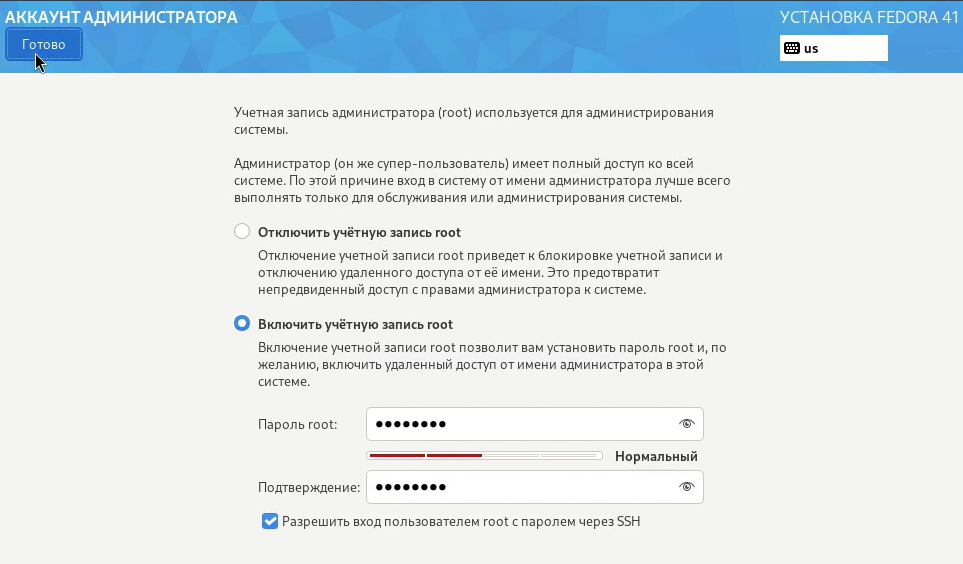 АККАУНТ АДМИНИСТРАТОРА
УСТАНОВКА FEDORA 41
Готово
us
Учетная запись администратора (root) используется для администрирования
системы.
Администратор (он же супер-пользователь) имеет полный доступ ко всей
системе. По этой причине вход в систему от имени администратора лучше всего
выполнять только для обслуживания или администрирования системы.
Отключить учётную запись root
Отключение учетной записи root приведет к блокировке учетной записи и
отключению удаленного доступа от её имени. Это предотвратит
непредвиденный доступ с правами администратора к системе.
Включить учётную запись root
Включение учетной записи root позволит вам установить пароль root и, по
желанию, включить удаленный доступ от имени администратора в этой
системе.
Пароль root:
●●●●●●●●
Нормальный
Подтверждение:
●●●●●●●●
Разрешить вход пользователем root с паролем через SSH